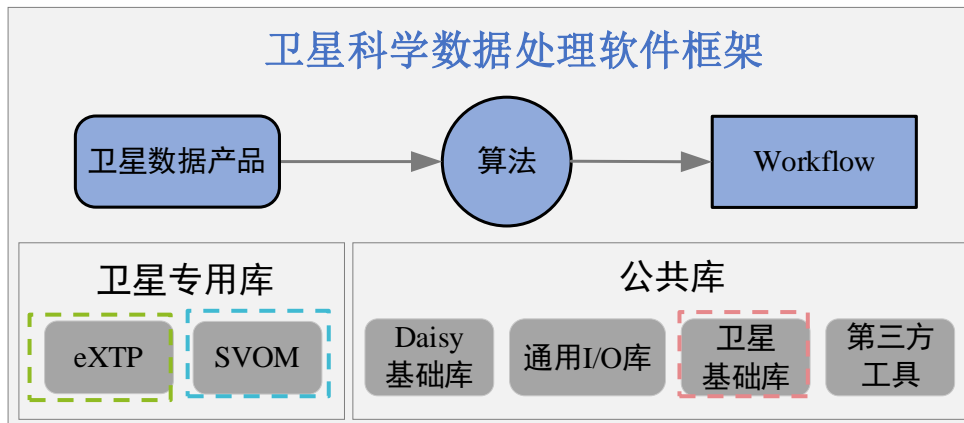 卫星科学数据处理软件框架
卫星数据产品
算法
Workflow
卫星专用库
公共库
eXTP
SVOM
Daisy
基础库
通用I/O库
卫星
基础库
第三方
工具